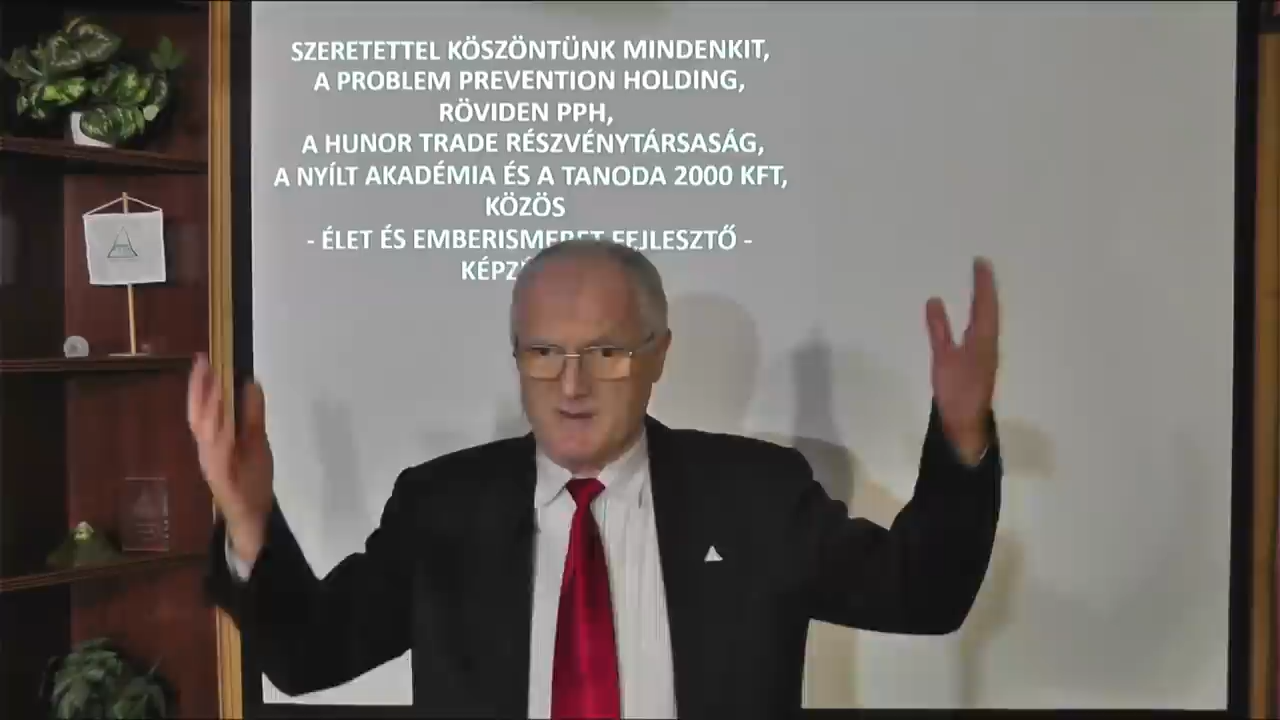 SZERETETTEL KÖSZÖNTÜNK MINDENKIT,
A PROBLEM PREVENTION HOLDING,
RÖVIDEN PPH,
A HUNOR TRADE RÉSZVÉNYTÁRSASÁG,
A NYÍLT AKADÉMIA ÉS A TANODA 2000 KFT,
KÖZÖS
- ÉLET ÉS EMBERISMERET FEJLESZTŐ -